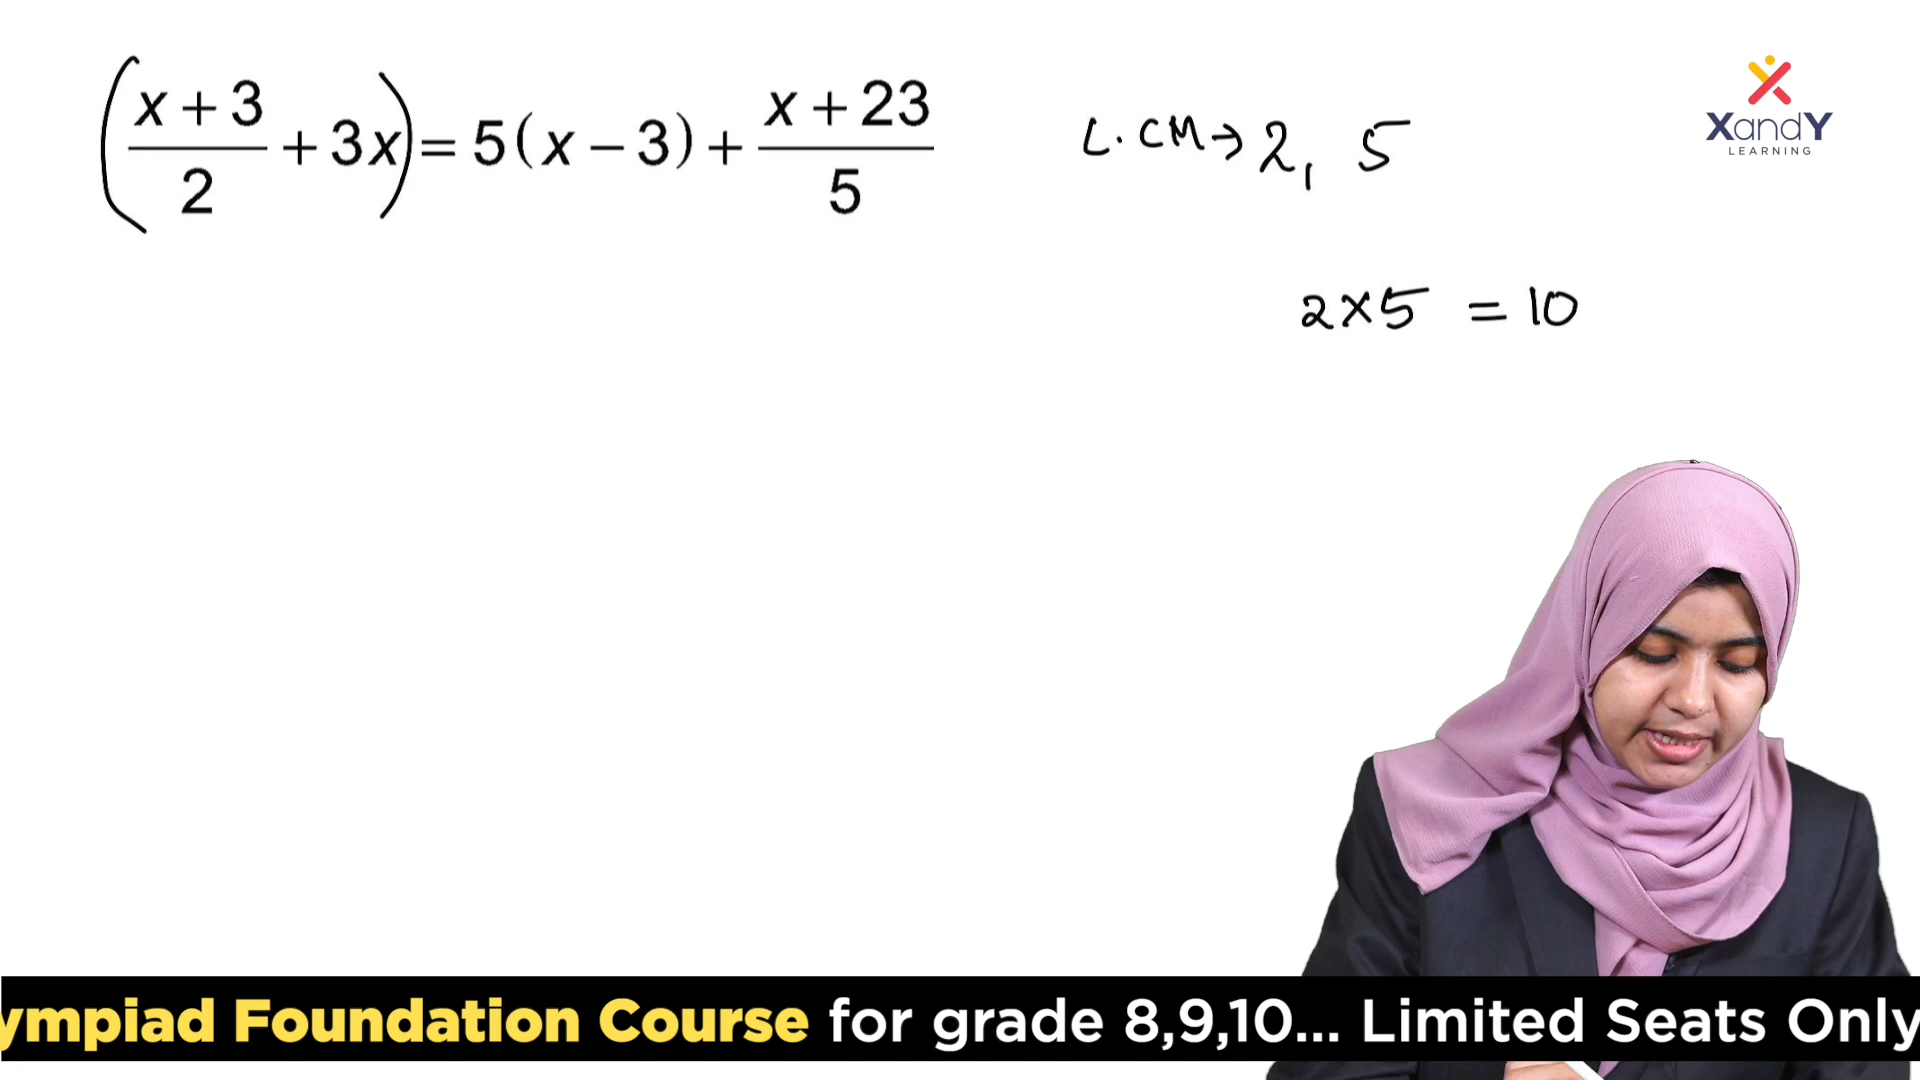 (x + 3 / 2 + 3x) = 5(x − 3) + x + 23 / 5
L.CM → 2, 5
XandY
LEARNING
2×5 = 10
ympiad Foundation Course for grade 8,9,10... Limited Seats Only